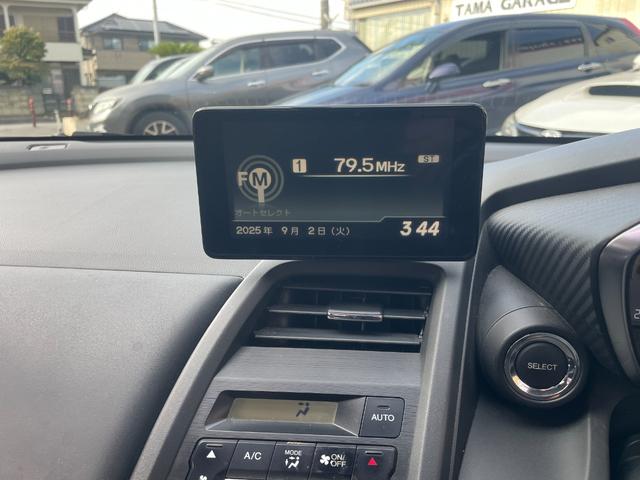 TAMA GARAGE
FM
1 79.5MHz ST
オートセレクト
2025年 9月 2日(火) 3 44
SELECT
AUTO
A/C
MODE
ON/OFF